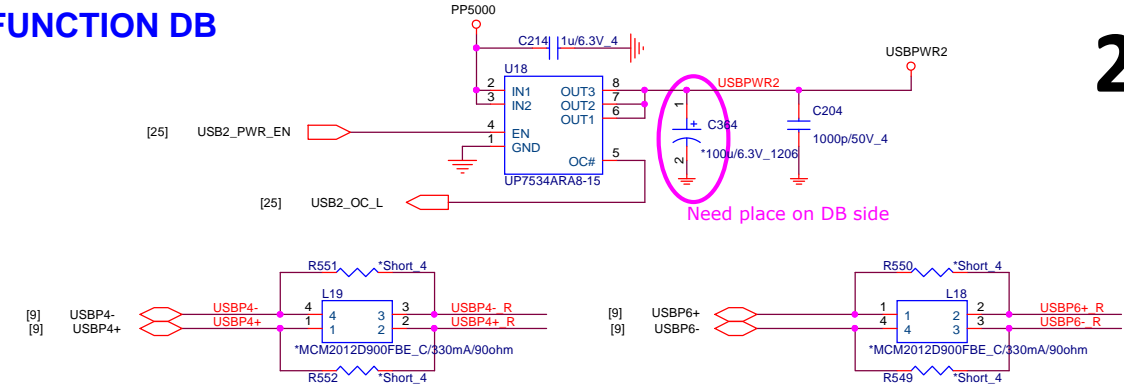 FUNCTION DB
2
PP5000
C214 1u/6.3V_4
U18
USBPWR2
2 IN1 OUT3 8 USBPWR2
3 IN2 OUT2 7
OUT1 6
4 EN
1 GND
OC# 5
UP7534ARA8-15
[25] USB2_PWR_EN
[25] USB2_OC_L
1
+
C364
2
*100u/6.3V_1206
C204
1000p/50V_4
Need place on DB side
R551 *Short_4
L19
[9] USBP4- USBP4- 4 4 3 3 USBP4-_R
[9] USBP4+ USBP4+ 1 1 2 2 USBP4+_R
*MCM2012D900FBE_C/330mA/90ohm
R552 *Short_4
R550 *Short_4
L18
[9] USBP6+ 1 1 2 2 USBP6+_R
[9] USBP6- 4 4 3 3 USBP6-_R
*MCM2012D900FBE_C/330mA/90ohm
R549 *Short_4